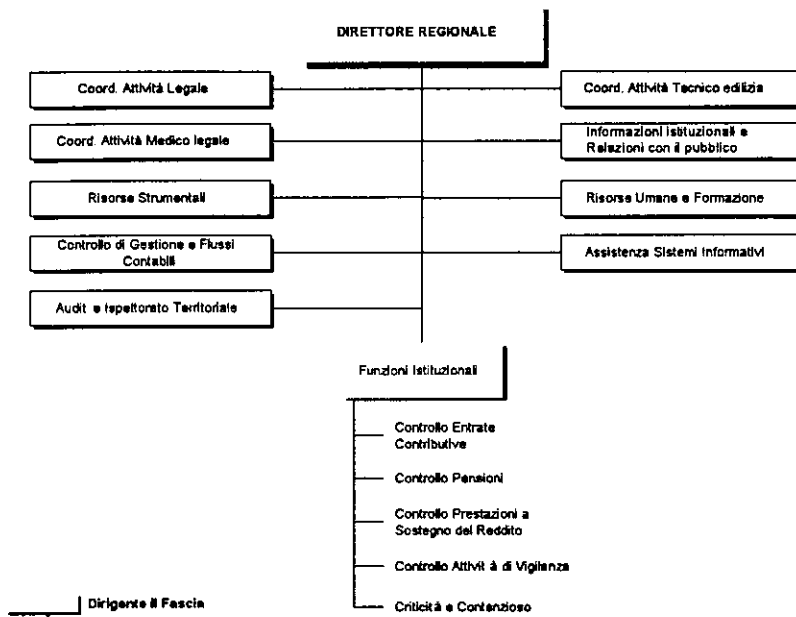 DIRETTORE REGIONALE
Coord. Attività Legale
Coord. Attività Tecnico edilizia
Coord. Attività Medico legale
Informazioni istituzionali e
Relazioni con il pubblico
Risorse Strumentali
Risorse Umane e Formazione
Controllo di Gestione e Flussi
Contabili
Assistenza Sistemi Informativi
Audit e Ispettorato Territoriale
Funzioni Istituzionali
Controllo Entrate
Contributive
Controllo Pensioni
Controllo Prestazioni a
Sostegno del Reddito
Controllo Attivit à di Vigilanza
Criticità e Contenzioso
Dirigente II Fascia